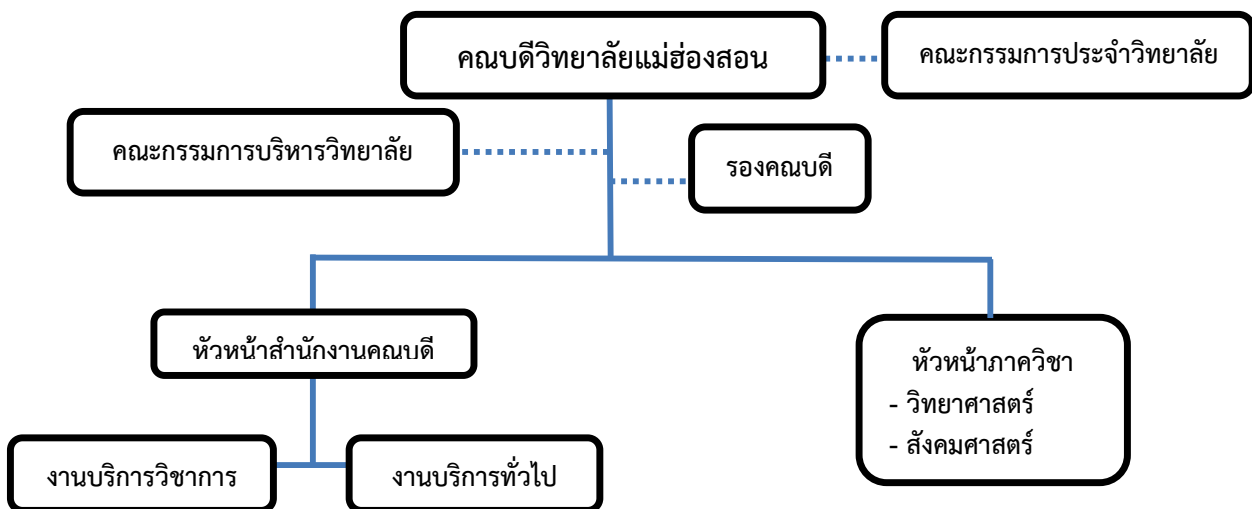 คณบดีวิทยาลัยแม่ฮ่องสอน
คณะกรรมการประจำวิทยาลัย
คณะกรรมการบริหารวิทยาลัย
รองคณบดี
หัวหน้าสำนักงานคณบดี
หัวหน้าภาควิชา
- วิทยาศาสตร์
- สังคมศาสตร์
งานบริการวิชาการ
งานบริการทั่วไป